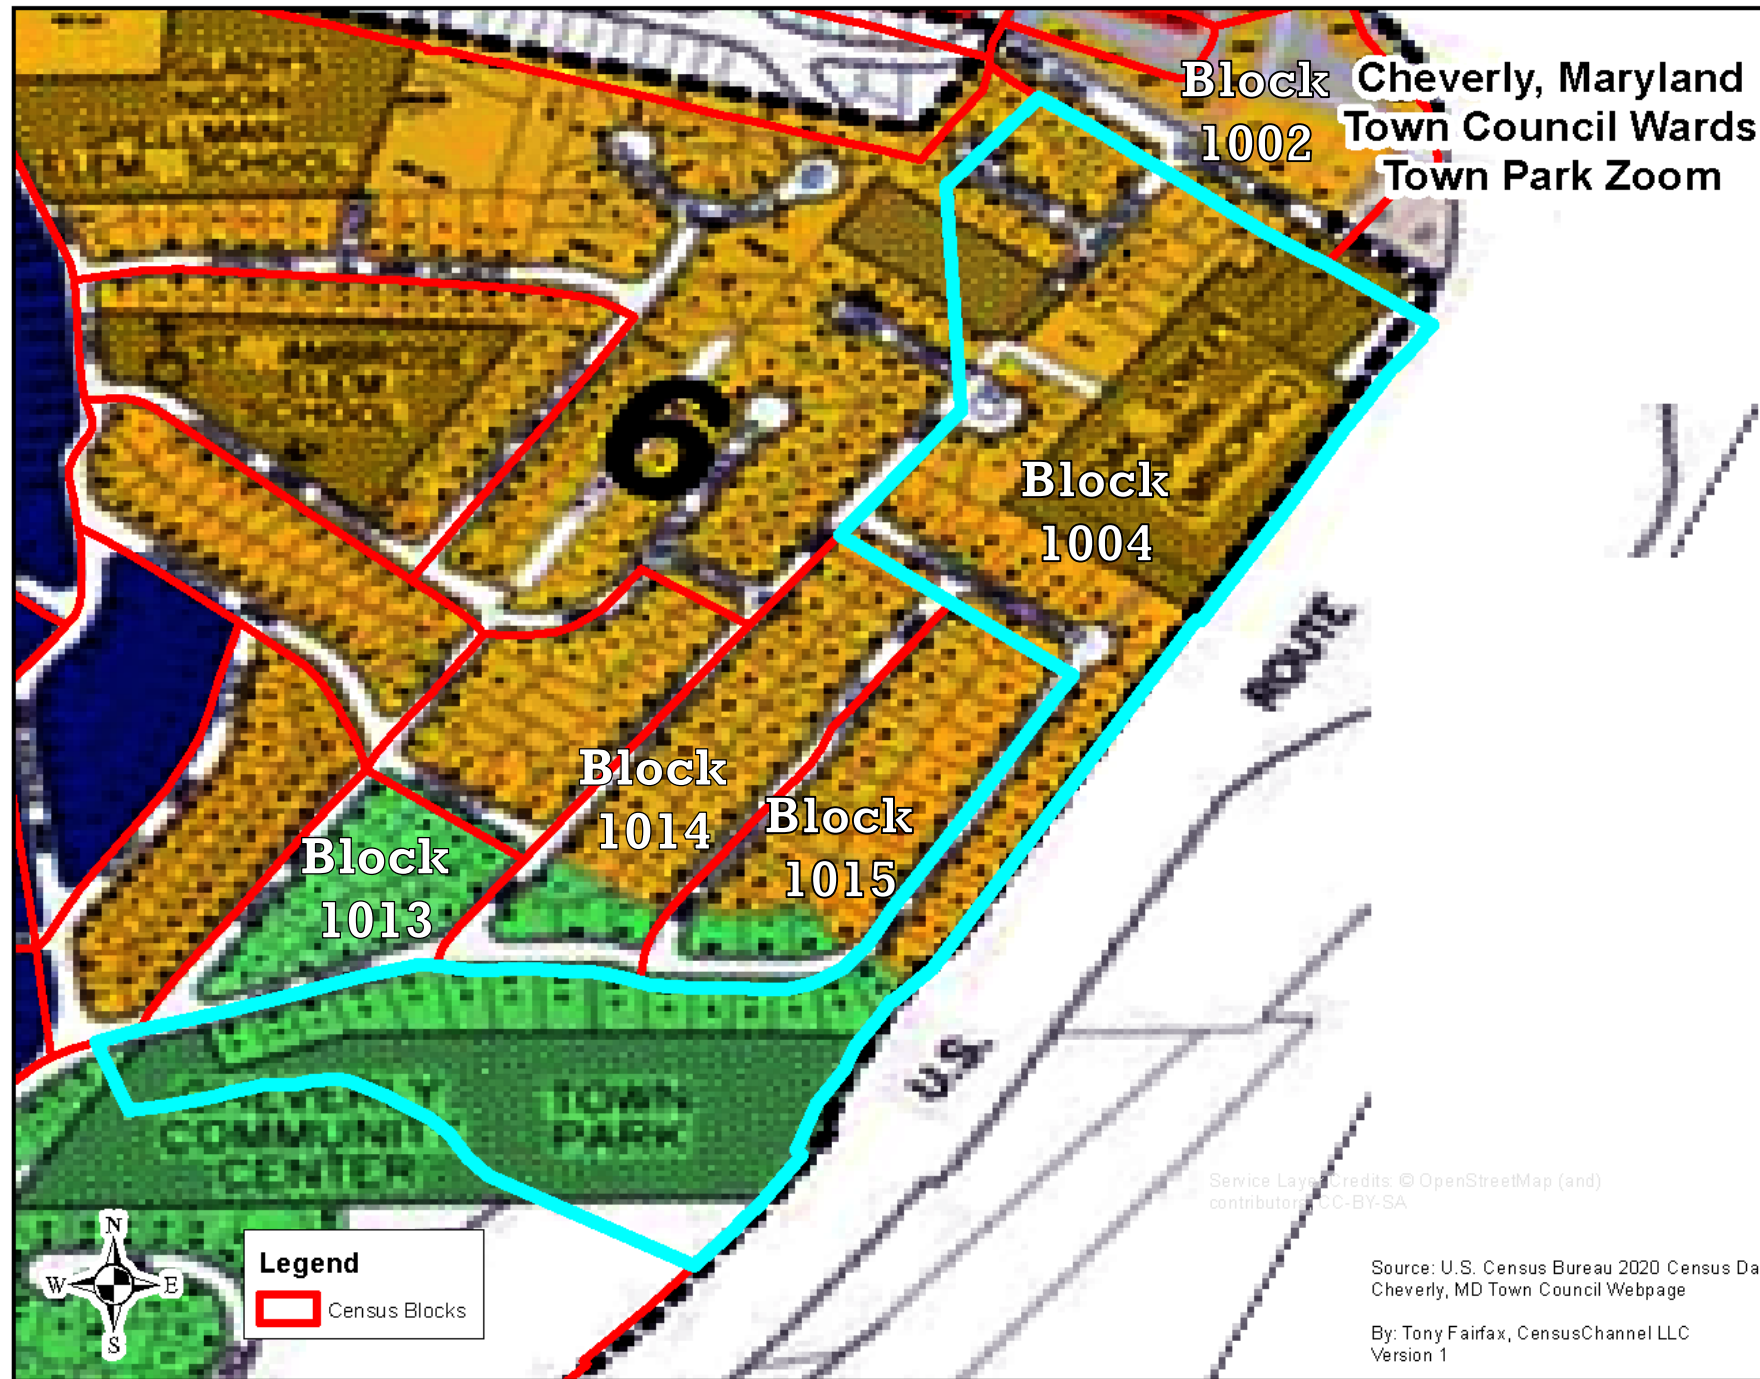 Cheverly, Maryland
Town Council Wards
Town Park Zoom
Block
1002
6
Block
1004
ROUTE
Block
1014
Block
1015
Block
1013
U.S.
COMMUNITY
CENTER
TOWN
PARK
Service Layer Credits: © OpenStreetMap (and)
contributors, CC-BY-SA
N
W
E
S
Legend
Census Blocks
Source: U.S. Census Bureau 2020 Census Da
Cheverly, MD Town Council Webpage
By: Tony Fairfax, CensusChannel LLC
Version 1